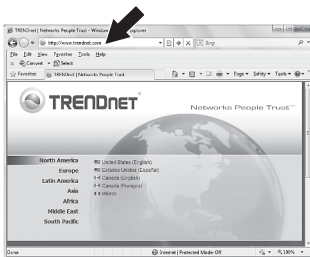 TRENDnet | Networks People Trust - Windows Internet Explorer
http://www.trendnet.com
Bing
File Edit View Favorites Tools Help
Convert Select
Favorites TRENDnet | Networks People Trust Page Safety Tools
TRENDNET
Networks People Trust™
North America
Europe
Latin America
Asia
Africa
Middle East
South Pacific
United States (English)
Estados Unidos (Español)
Canada (English)
Canada (Français)
México
Done Internet | Protected Mode: Off 100%